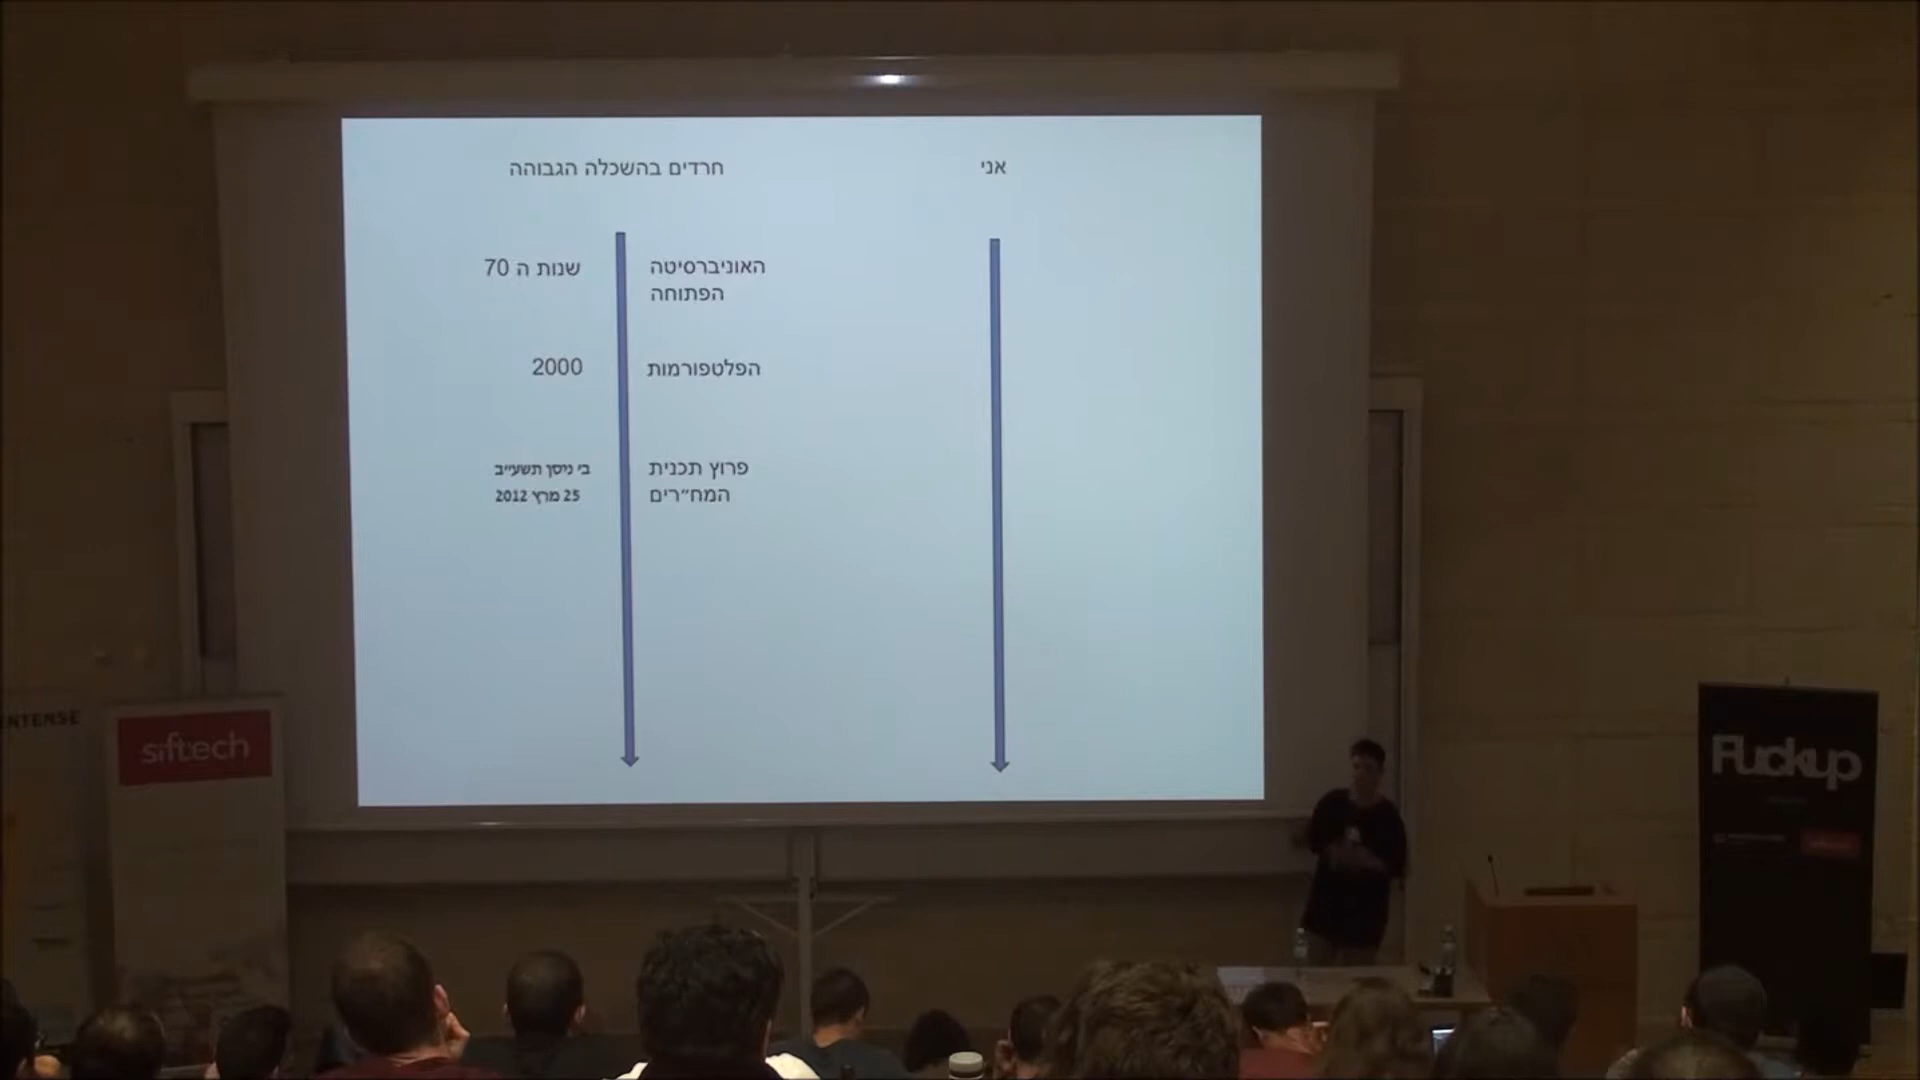 אני
חרדים בהשכלה הגבוהה
האוניברסיטה
הפתוחה
שנות ה 70
הפלטפורמות
2000
פרוץ תכנית
המח״רים
ב׳ ניסן תשע״ב
25 מרץ 2012
ENTENSE
siftech
Fuckup